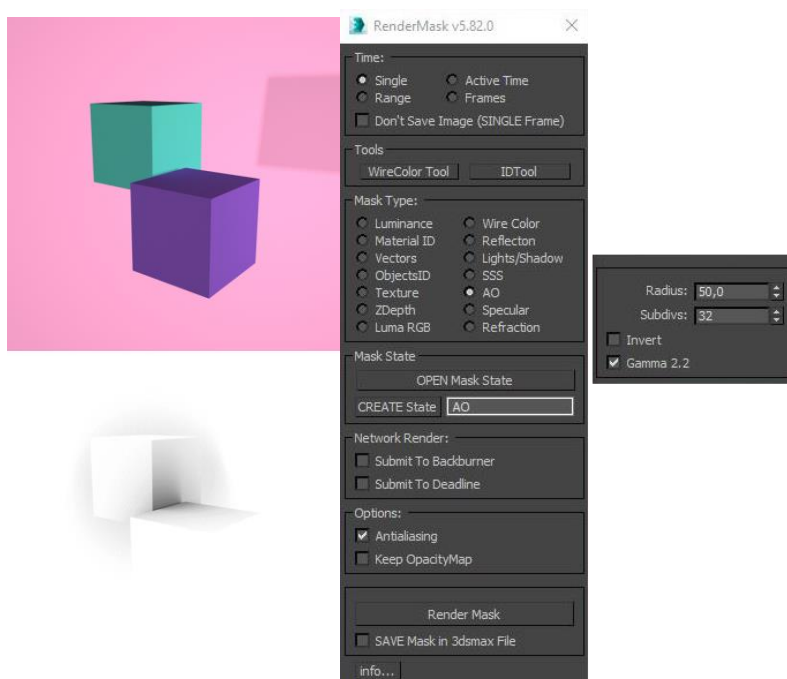 RenderMask v5.82.0
Time:
Single Active Time
Range Frames
Don't Save Image (SINGLE Frame)
Tools
WireColor Tool IDTool
Mask Type:
Luminance Wire Color
Material ID Reflecton
Vectors Lights/Shadow
ObjectsID SSS
Texture AO
ZDepth Specular
Luma RGB Refraction
Mask State
OPEN Mask State
CREATE State AO
Network Render:
Submit To Backburner
Submit To Deadline
Options:
Antialiasing
Keep OpacityMap
Render Mask
SAVE Mask in 3dsmax File
info...
Radius: 50,0
Subdivs: 32
Invert
Gamma 2.2